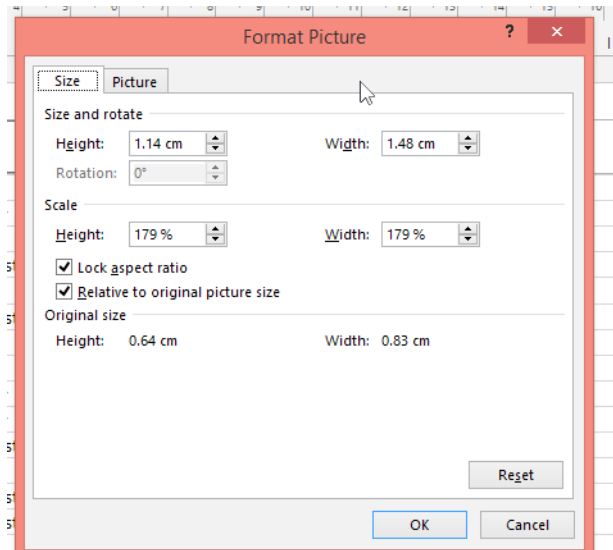 Format Picture ?
Size Picture
Size and rotate
Height: 1.14 cm Width: 1.48 cm
Rotation: 0°
Scale
Height: 179 % Width: 179 %
Lock aspect ratio
Relative to original picture size
Original size
Height: 0.64 cm Width: 0.83 cm
Reset
OK Cancel